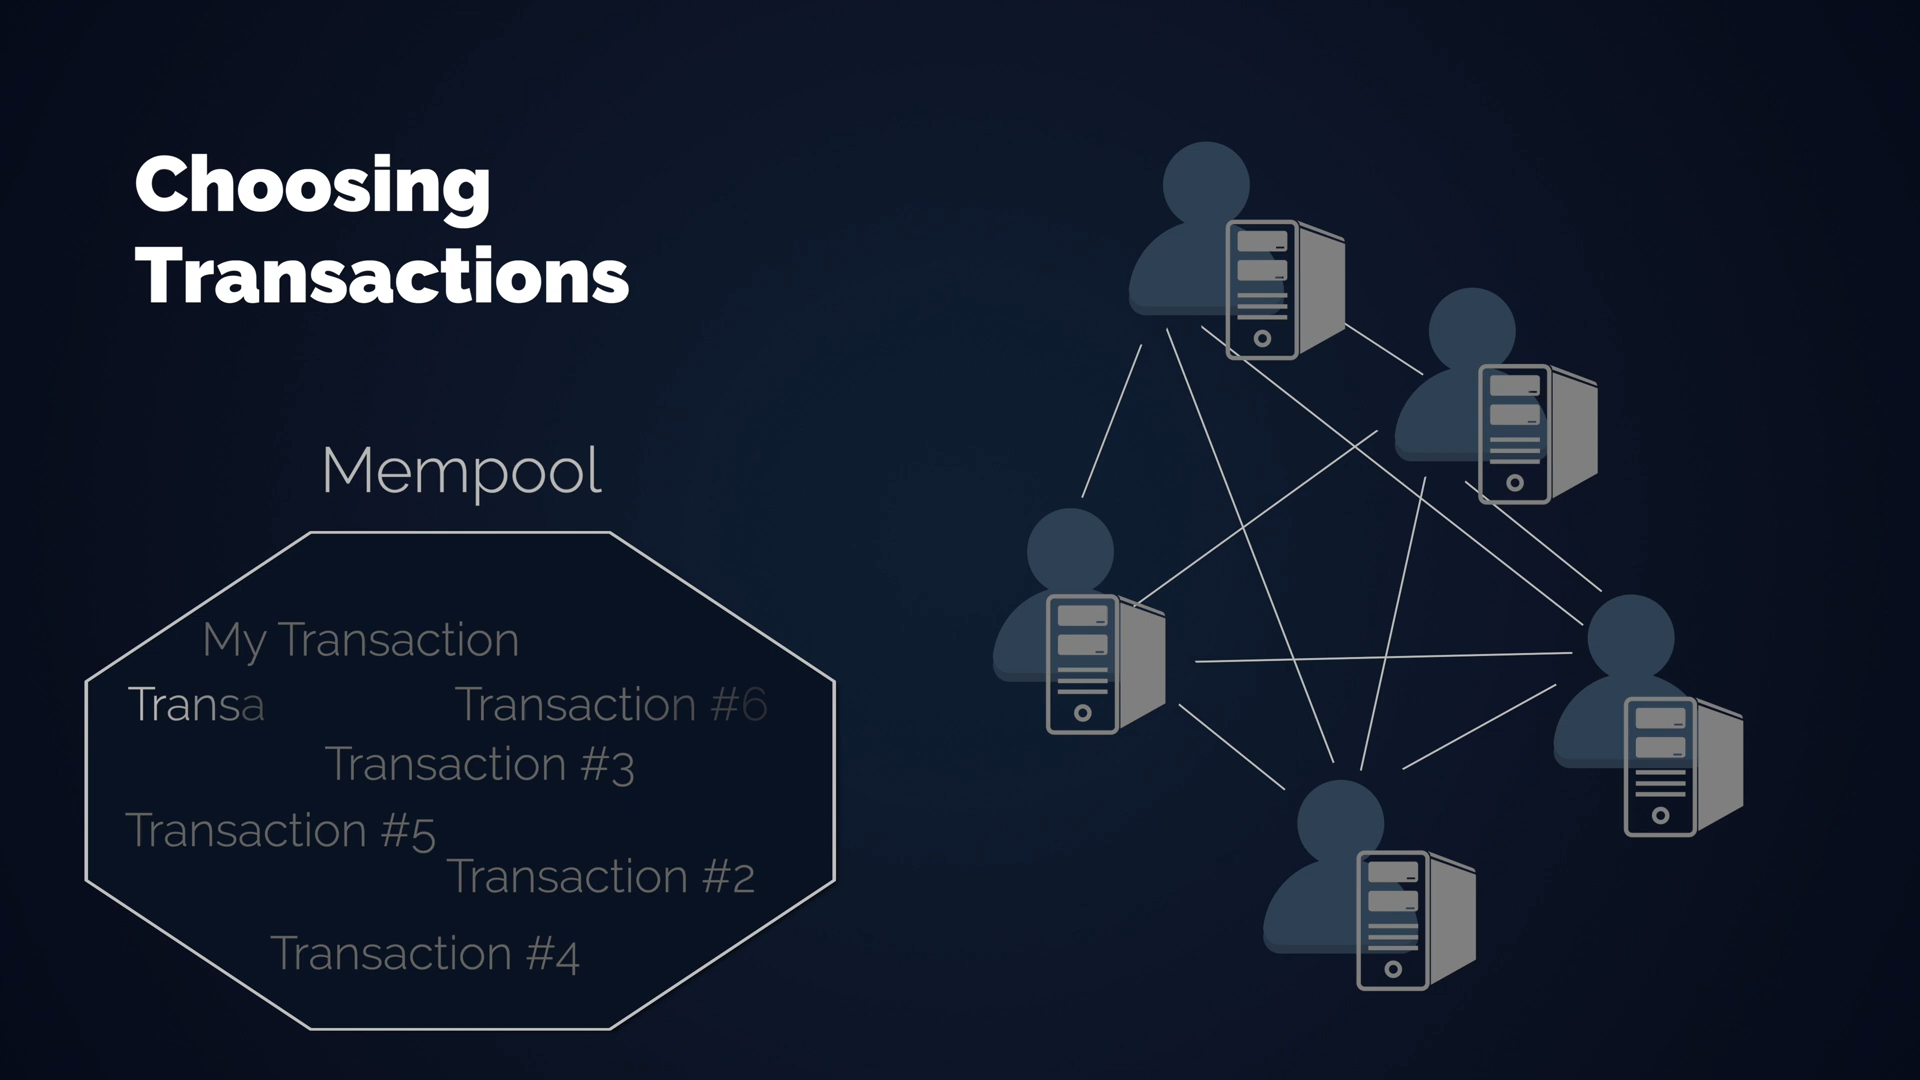 Choosing
Transactions
Mempool
My Transaction
Transa
Transaction #6
Transaction #3
Transaction #5
Transaction #2
Transaction #4